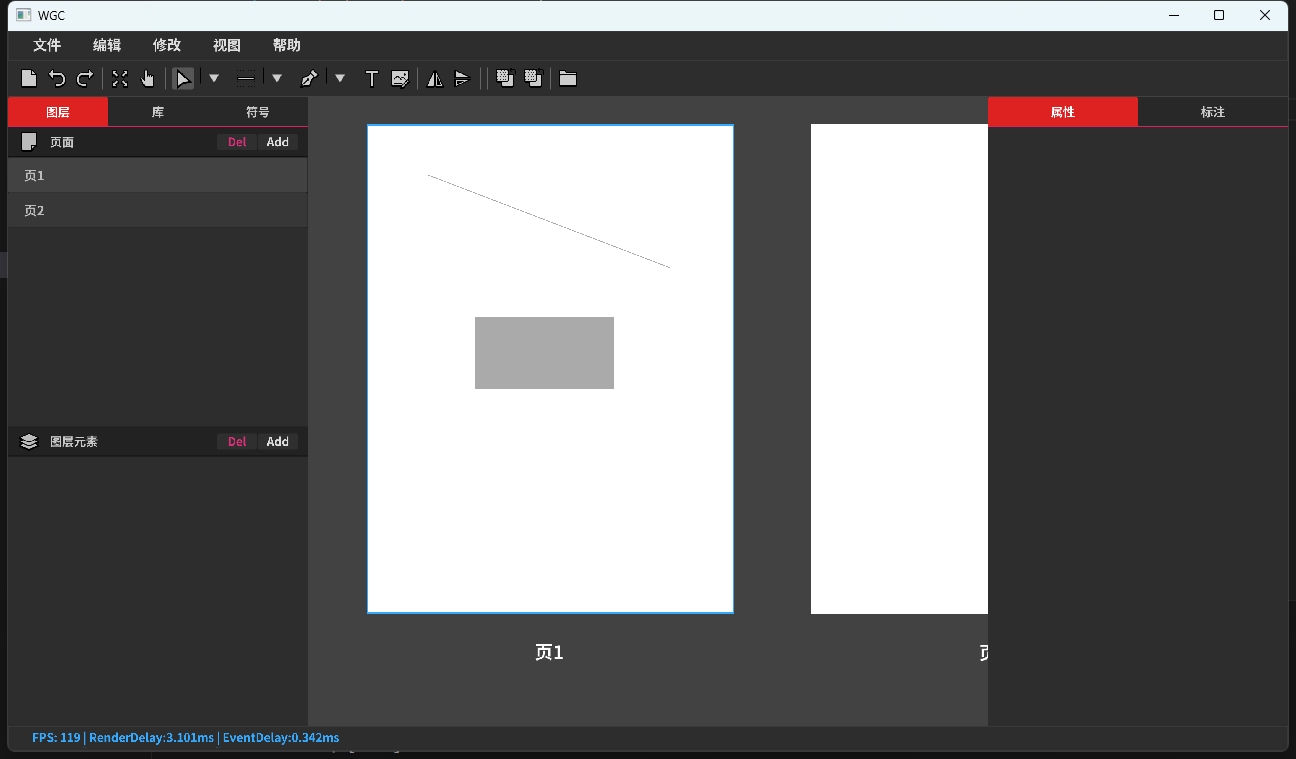 WGC
文件 编辑 修改 视图 帮助
图层 库 符号 属性 标注
页面 Del Add
页1
页2
图层元素 Del Add
页1
FPS: 119 | RenderDelay:3.101ms | EventDelay:0.342ms